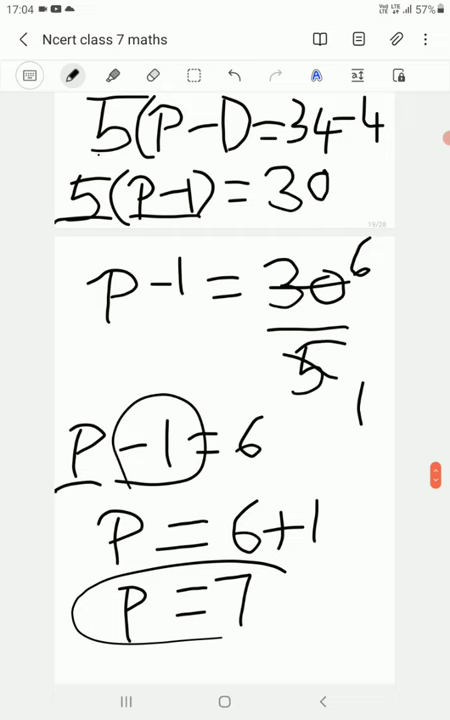 17:04 57%
Ncert class 7 maths
5(P-1)=34-4
5(P-1)=30
19/28
P-1=30 6
5 1
P-1=6
P=6+1
P=7